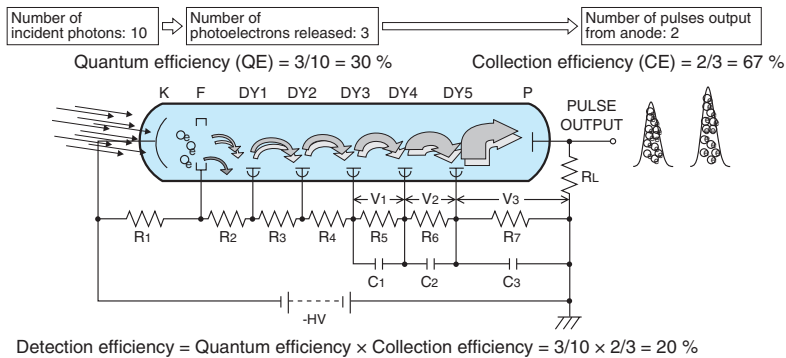 Number of
incident photons: 10
Number of
photoelectrons released: 3
Number of pulses output
from anode: 2
Quantum efficiency (QE) = 3/10 = 30 %
Collection efficiency (CE) = 2/3 = 67 %
K F DY1 DY2 DY3 DY4 DY5 P
PULSE
OUTPUT
e e e
RL
V1 V2 V3
R1 R2 R3 R4 R5 R6 R7
C1 C2 C3
-HV
Detection efficiency = Quantum efficiency × Collection efficiency = 3/10 × 2/3 = 20 %